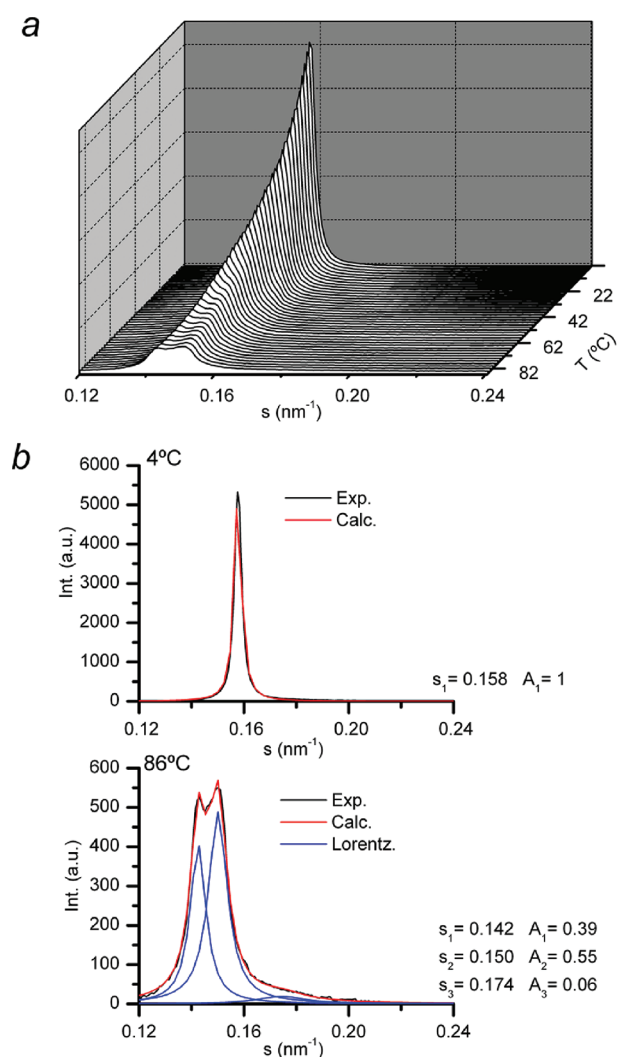 a
22
42
62
82
T (ºC)
0.12 0.16 0.20 0.24
s (nm⁻¹)
b
4ºC
6000
5000
4000
3000
2000
1000
0
Int. (a.u.)
Exp.
Calc.
s₁= 0.158 A₁= 1
0.12 0.16 0.20 0.24
s (nm⁻¹)
86ºC
600
500
400
300
200
100
0
Int. (a.u.)
Exp.
Calc.
Lorentz.
s₁= 0.142 A₁= 0.39
s₂= 0.150 A₂= 0.55
s₃= 0.174 A₃= 0.06
0.12 0.16 0.20 0.24
s (nm⁻¹)